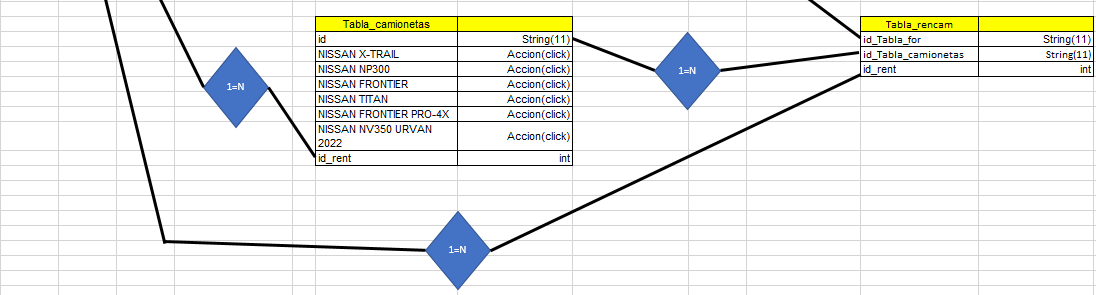 Tabla_camionetas
id String(11)
NISSAN X-TRAIL Accion(click)
NISSAN NP300 Accion(click)
NISSAN FRONTIER Accion(click)
NISSAN TITAN Accion(click)
NISSAN FRONTIER PRO-4X Accion(click)
NISSAN NV350 URVAN
2022 Accion(click)
id_rent int
Tabla_rencam
id_Tabla_for String(11)
id_Tabla_camionetas String(11)
id_rent int
1=N
1=N
1=N